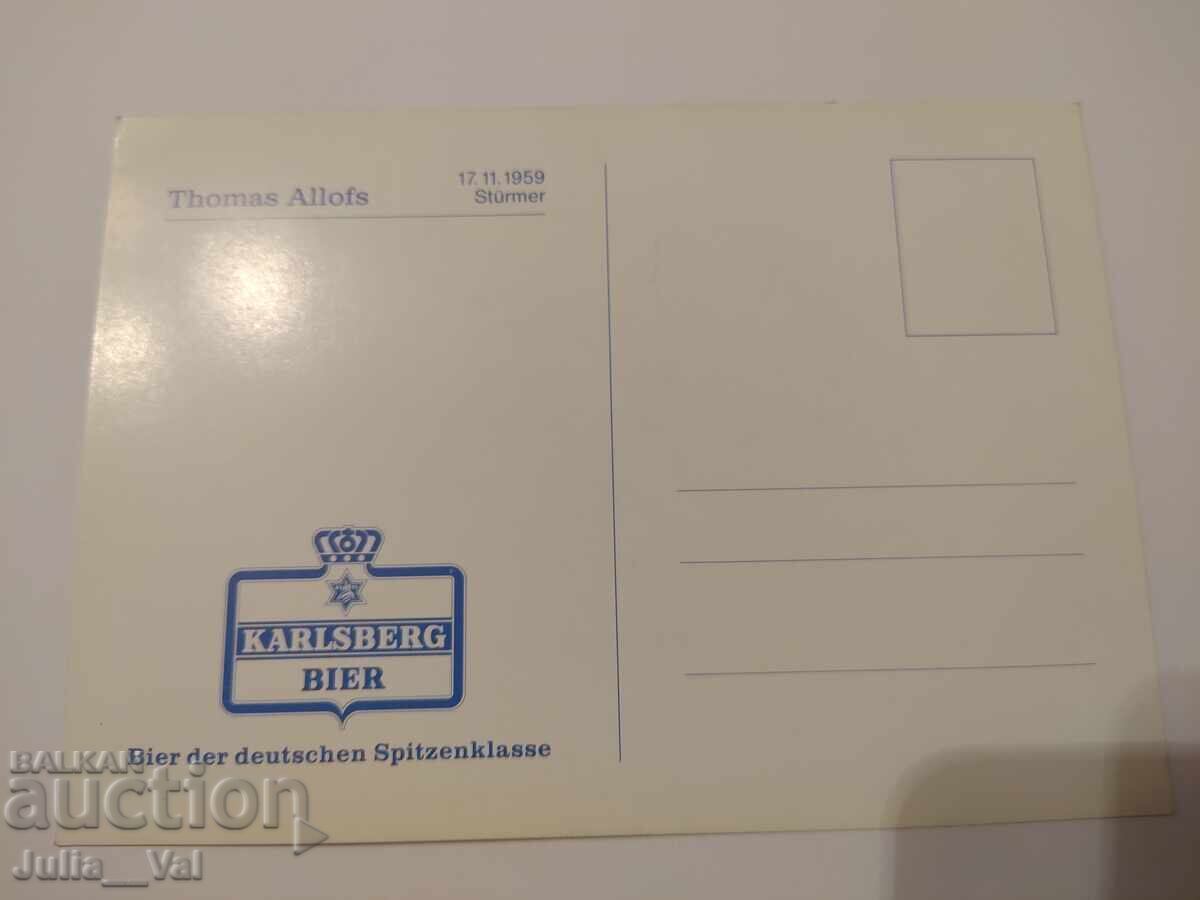 Thomas Allofs
17.11.1959
Stürmer
KARLSBERG
BIER
Bier der deutschen Spitzenklasse
BALKAN
auction
Julia__Val